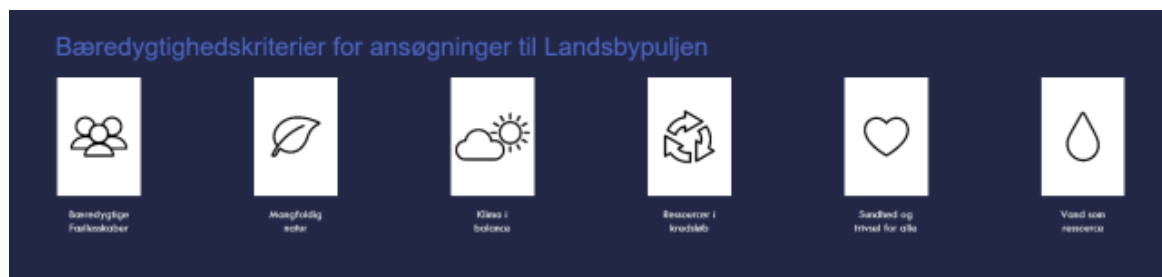 Bæredygtighedskriterier for ansøgninger til Landsbypuljen
Bæredygtige
Fællesskaber
Mangfoldig
natur
Klima i
balance
Ressourcer i
kredsløb
Sundhed og
trivsel for alle
Vand som
ressource